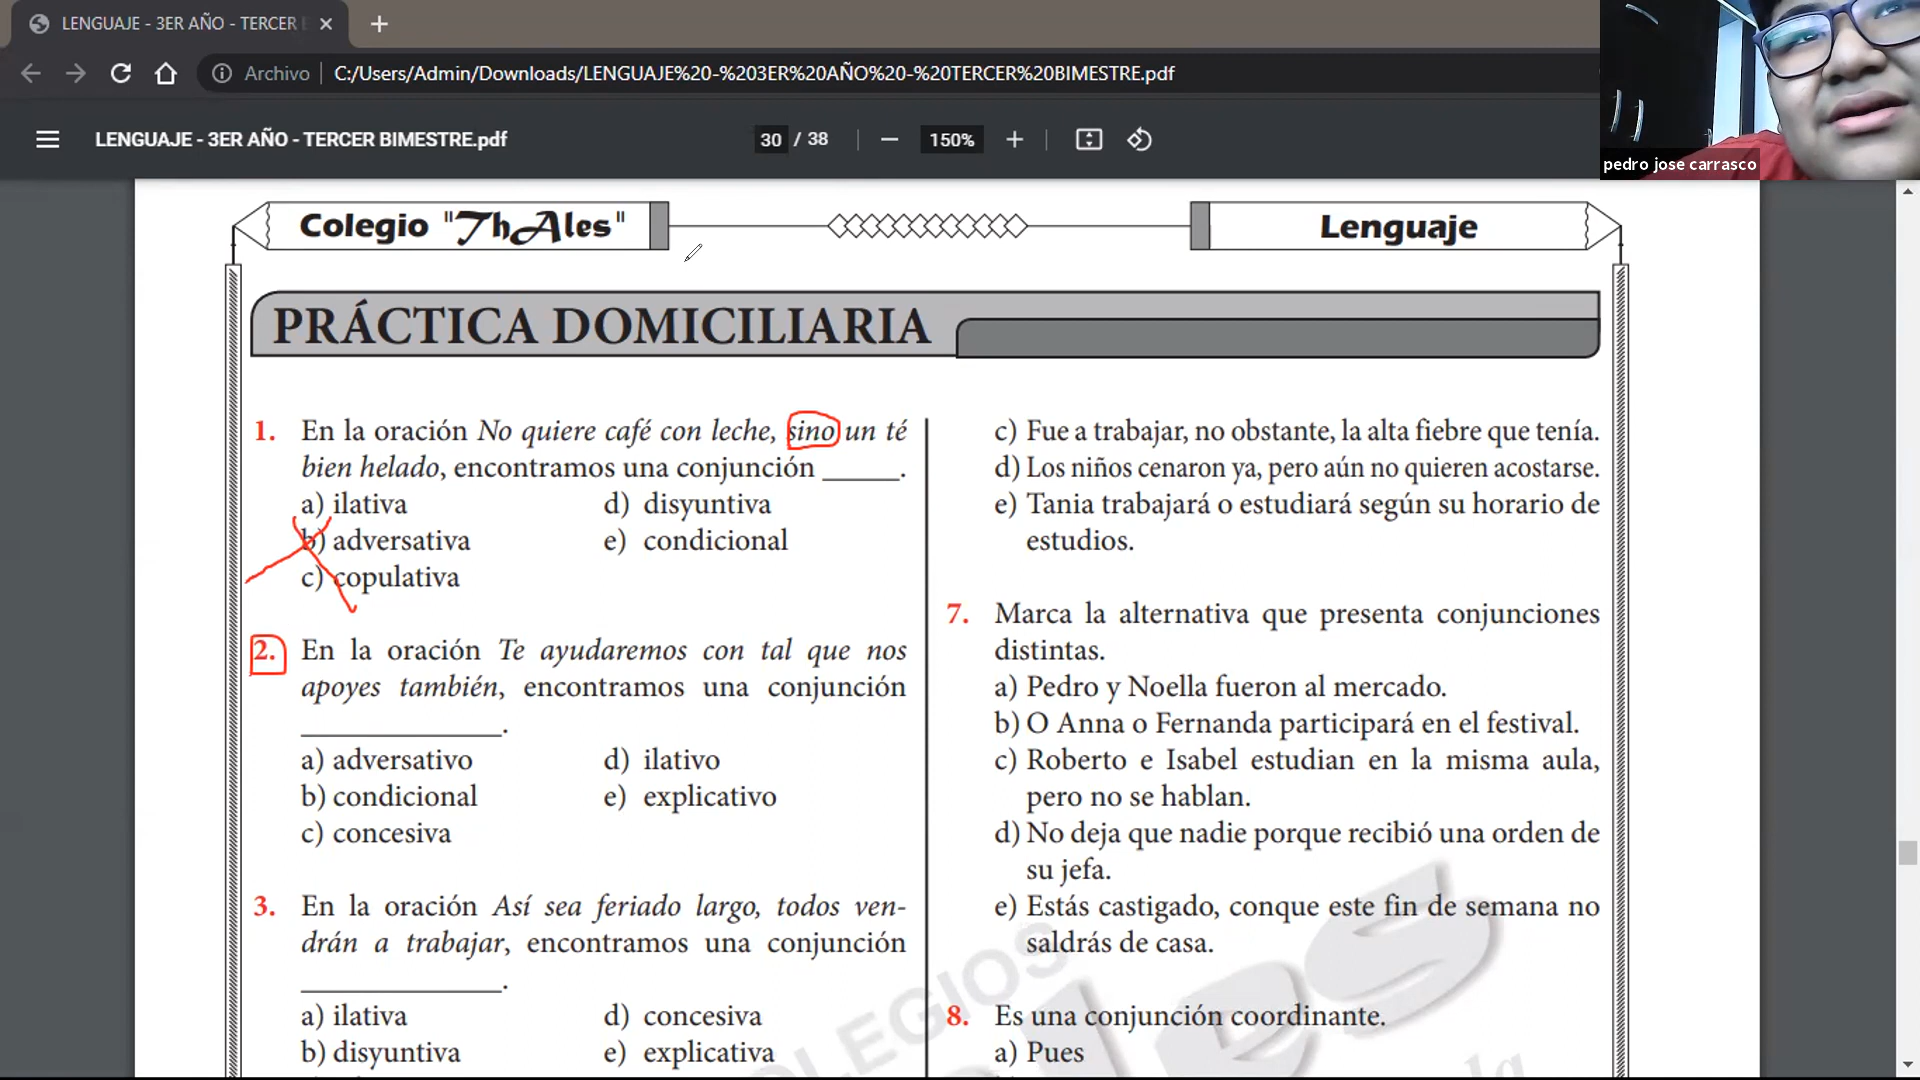 LENGUAJE - 3ER AÑO - TERCER
Archivo
C:/Users/Admin/Downloads/LENGUAJE%20-%203ER%20AÑO%20-%20TERCER%20BIMESTRE.pdf
LENGUAJE - 3ER AÑO - TERCER BIMESTRE.pdf
30 / 38
150%
pedro jose carrasco
Colegio "ThAles"
Lenguaje
PRÁCTICA DOMICILIARIA
1. En la oración No quiere café con leche, sino un té
bien helado, encontramos una conjunción _____.
a) ilativa
d) disyuntiva
b) adversativa
e) condicional
c) copulativa
2. En la oración Te ayudaremos con tal que nos
apoyes también, encontramos una conjunción
_____________.
a) adversativo
d) ilativo
b) condicional
e) explicativo
c) concesiva
3. En la oración Así sea feriado largo, todos ven-
drán a trabajar, encontramos una conjunción
_____________.
a) ilativa
d) concesiva
b) disyuntiva
e) explicativa
c) Fue a trabajar, no obstante, la alta fiebre que tenía.
d) Los niños cenaron ya, pero aún no quieren acostarse.
e) Tania trabajará o estudiará según su horario de
estudios.
7. Marca la alternativa que presenta conjunciones
distintas.
a) Pedro y Noella fueron al mercado.
b) O Anna o Fernanda participará en el festival.
c) Roberto e Isabel estudian en la misma aula,
pero no se hablan.
d) No deja que nadie porque recibió una orden de
su jefa.
e) Estás castigado, conque este fin de semana no
saldrás de casa.
8. Es una conjunción coordinante.
a) Pues
COLEGIOS